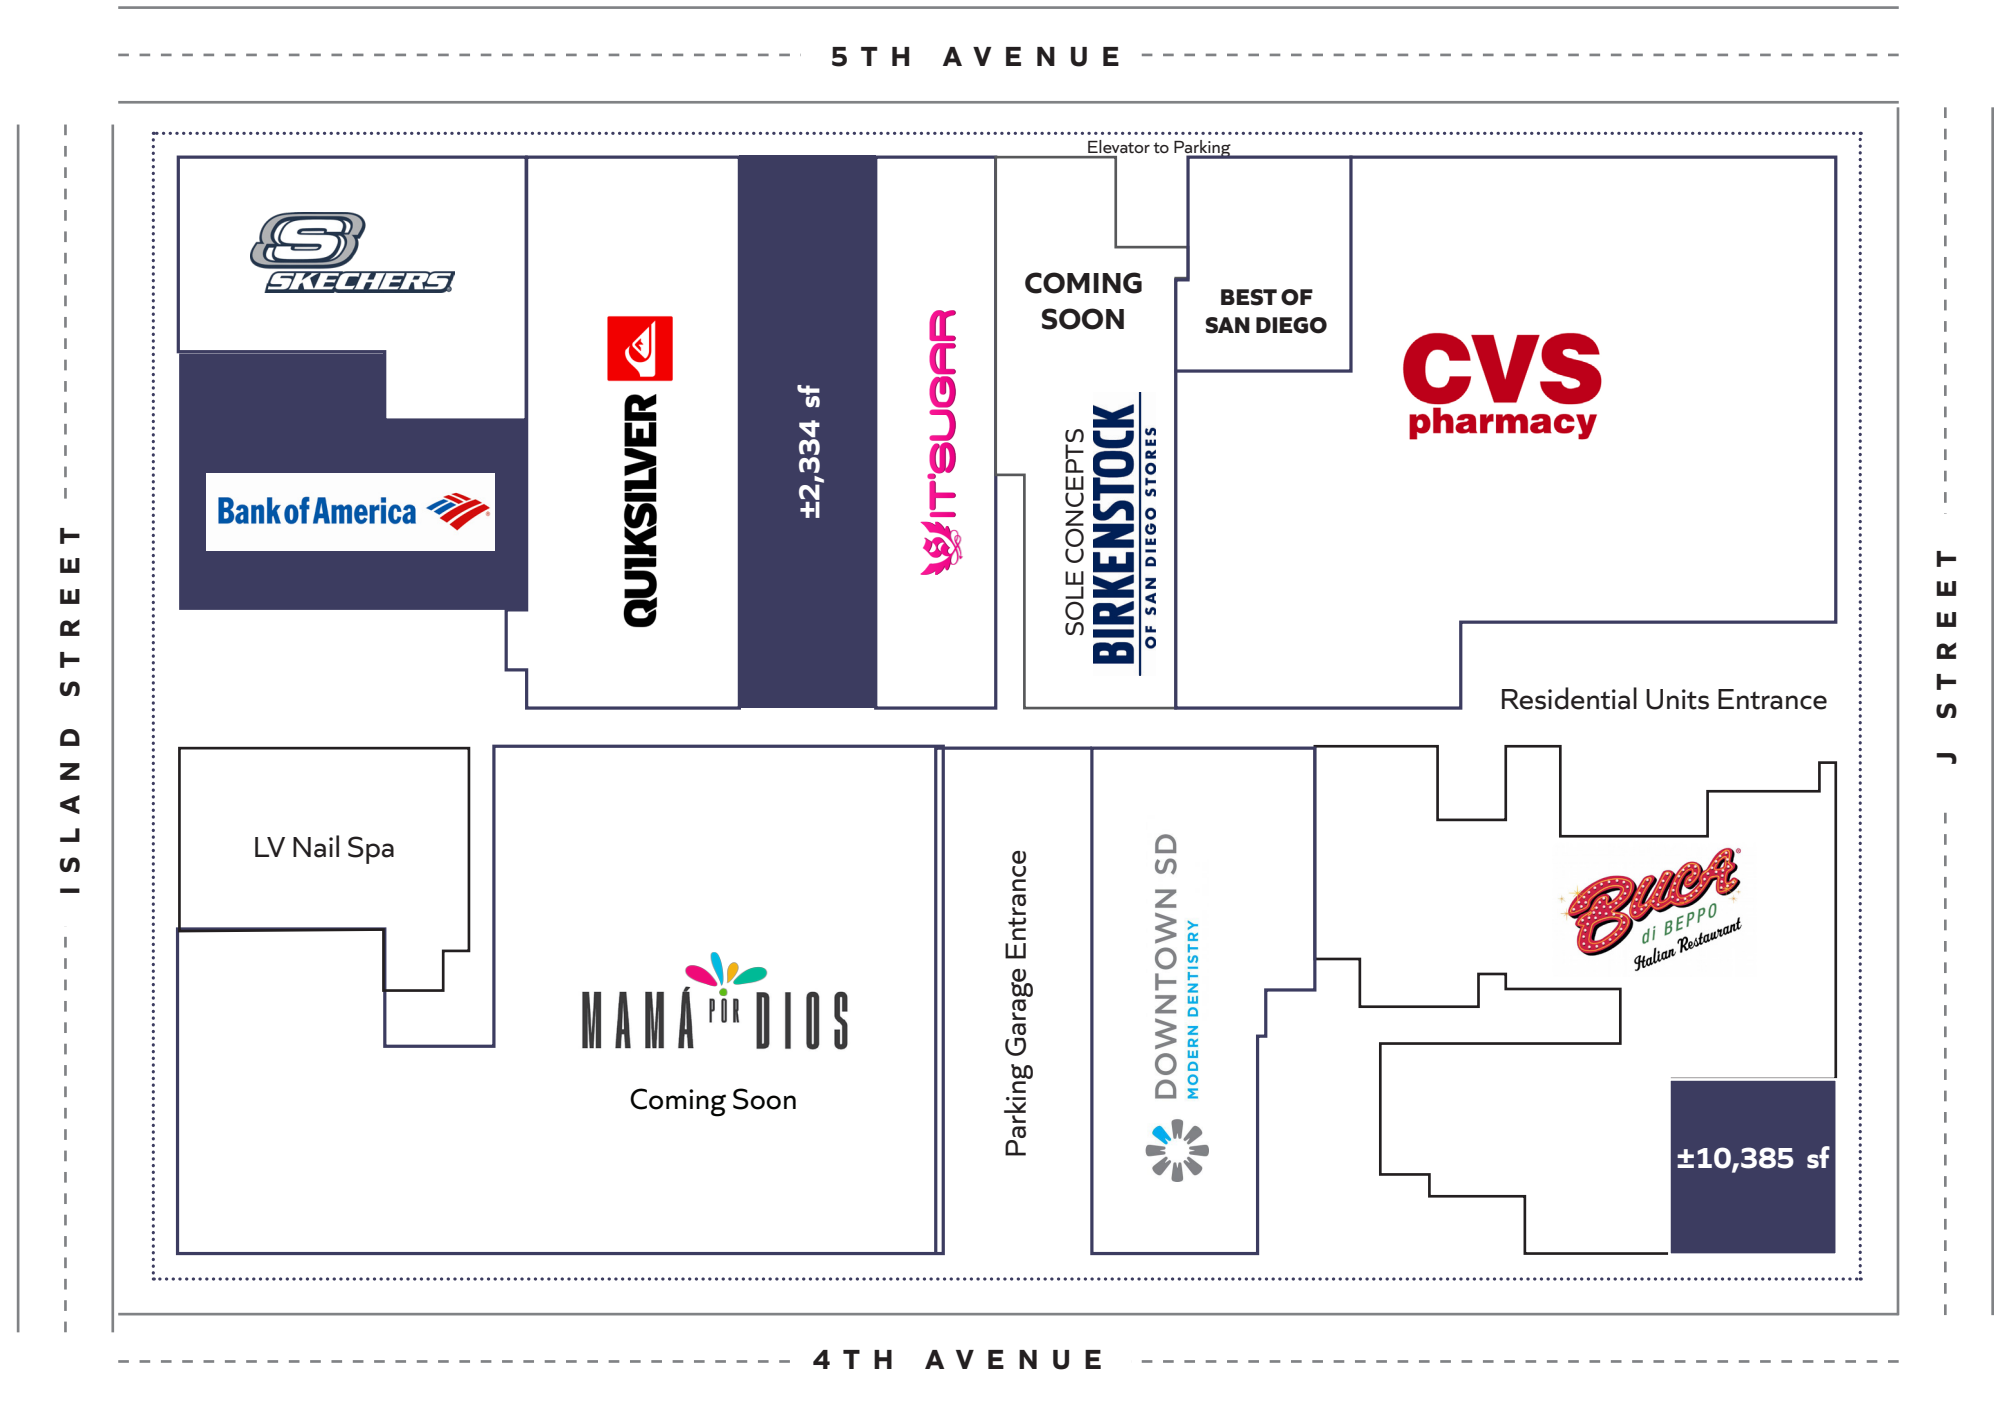 5TH AVENUE
Elevator to Parking
SKECHERS
Bank of America
QUIKSILVER
±2,334 sf
IT'SUGAR
COMING
SOON
SOLE CONCEPTS
BIRKENSTOCK
OF SAN DIEGO STORES
BEST OF
SAN DIEGO
CVS
pharmacy
ISLAND STREET
J STREET
Residential Units Entrance
LV Nail Spa
MAMÁ POR DIOS
Coming Soon
Parking Garage Entrance
DOWNTOWN SD
MODERN DENTISTRY
BUCA
di BEPPO
Italian Restaurant
±10,385 sf
4TH AVENUE